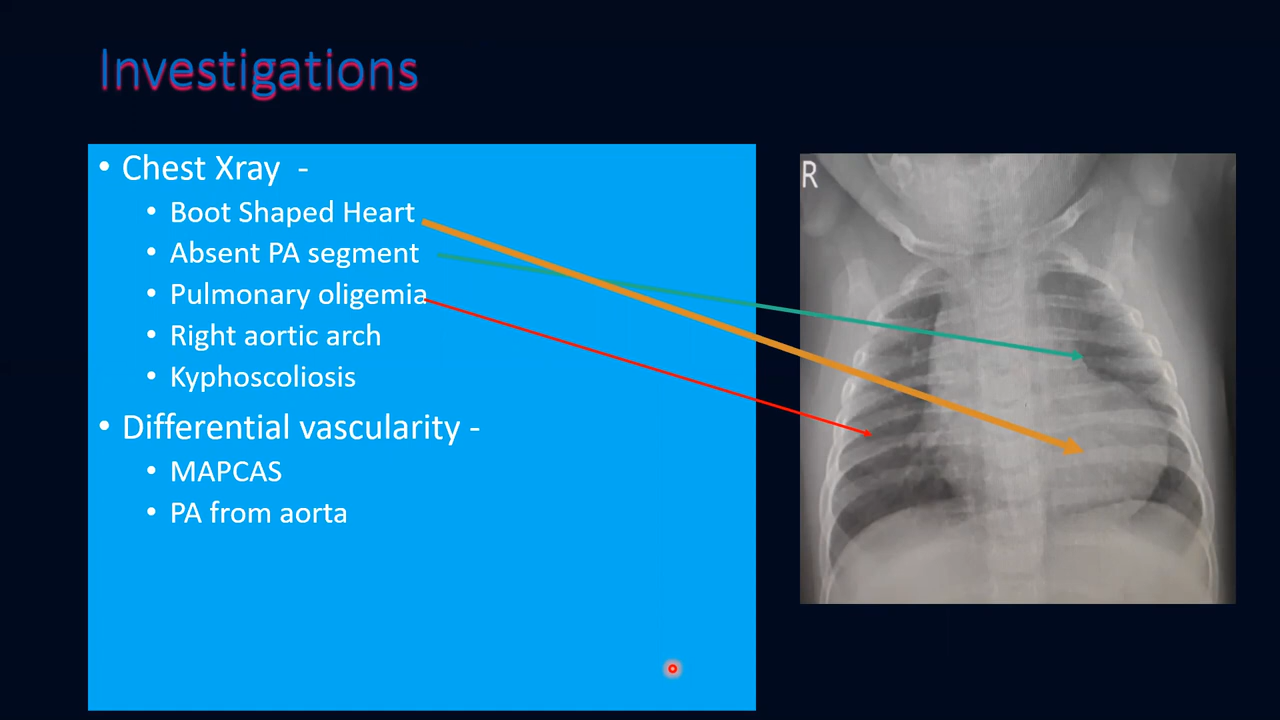 Investigations
• Chest Xray -
• Boot Shaped Heart
• Absent PA segment
• Pulmonary oligemia
• Right aortic arch
• Kyphoscoliosis
• Differential vascularity -
• MAPCAS
• PA from aorta
R